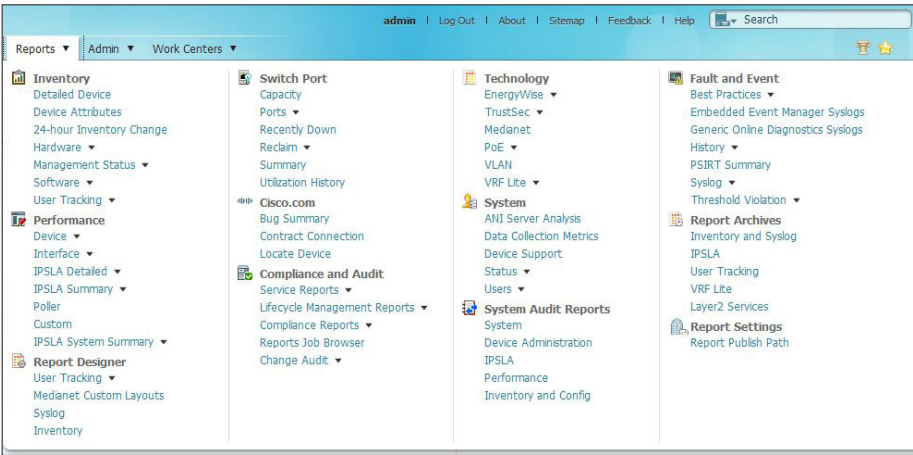 admin | Log Out | About | Sitemap | Feedback | Help Search
Reports ▼ Admin ▼ Work Centers ▼
Inventory
Detailed Device
Device Attributes
24-hour Inventory Change
Hardware ▼
Management Status ▼
Software ▼
User Tracking ▼
Performance
Device ▼
Interface ▼
IPSLA Detailed ▼
IPSLA Summary ▼
Poller
Custom
IPSLA System Summary ▼
Report Designer
User Tracking ▼
Medianet Custom Layouts
Syslog
Inventory
Switch Port
Capacity
Ports ▼
Recently Down
Reclaim ▼
Summary
Utilization History
Cisco.com
Bug Summary
Contract Connection
Locate Device
Compliance and Audit
Service Reports ▼
Lifecycle Management Reports ▼
Compliance Reports ▼
Reports Job Browser
Change Audit ▼
Technology
EnergyWise ▼
TrustSec ▼
Medianet
PoE ▼
VLAN
VRF Lite ▼
System
ANI Server Analysis
Data Collection Metrics
Device Support
Status ▼
Users ▼
System Audit Reports
System
Device Administration
IPSLA
Performance
Inventory and Config
Fault and Event
Best Practices ▼
Embedded Event Manager Syslogs
Generic Online Diagnostics Syslogs
History ▼
PSIRT Summary
Syslog ▼
Threshold Violation ▼
Report Archives
Inventory and Syslog
IPSLA
User Tracking
VRF Lite
Layer2 Services
Report Settings
Report Publish Path